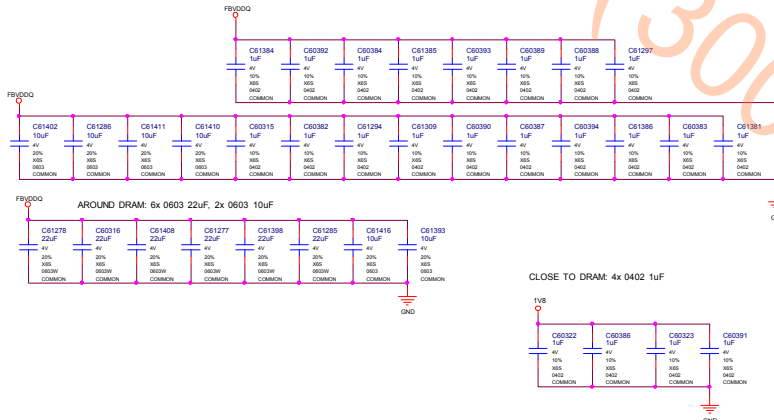 FBVDDQ
C61384 C60392 C60384 C61385 C60393 C60389 C60388 C61297
1uF 1uF 1uF 1uF 1uF 1uF 1uF 1uF
4V 4V 4V 4V 4V 4V 4V 4V
10% 10% 10% 10% 10% 10% 10% 10%
X6S X6S X6S X6S X6S X6S X6S X6S
0402 0402 0402 0402 0402 0402 0402 0402
COMMON COMMON COMMON COMMON COMMON COMMON COMMON COMMON
(300
FBVDDQ
C61402 C61286 C61411 C61410 C60315 C60382 C61294 C61309 C60390 C60387 C60394 C61386 C60383 C61381
10uF 10uF 10uF 10uF 1uF 1uF 1uF 1uF 1uF 1uF 1uF 1uF 1uF 1uF
4V 4V 4V 4V 4V 4V 4V 4V 4V 4V 4V 4V 4V 4V
20% 20% 20% 20% 10% 10% 10% 10% 10% 10% 10% 10% 10% 10%
X6S X6S X6S X6S X6S X6S X6S X6S X6S X6S X6S X6S X6S X6S
0603 0603 0603 0603 0402 0402 0402 0402 0402 0402 0402 0402 0402 0402
COMMON COMMON COMMON COMMON COMMON COMMON COMMON COMMON COMMON COMMON COMMON COMMON COMMON COMMON
FBVDDQ
AROUND DRAM: 6x 0603 22uF, 2x 0603 10uF
C61278 C60316 C61408 C61277 C61398 C61285 C61416 C61393
22uF 22uF 22uF 22uF 22uF 22uF 10uF 10uF
4V 4V 4V 4V 4V 4V 4V 4V
20% 20% 20% 20% 20% 20% 20% 20%
X6S X6S X6S X6S X6S X6S X6S X6S
0603W 0603W 0603W 0603W 0603W 0603W 0603 0603
COMMON COMMON COMMON COMMON COMMON COMMON COMMON COMMON
GND
CLOSE TO DRAM: 4x 0402 1uF
1V8
C60322 C60386 C60323 C60391
1uF 1uF 1uF 1uF
4V 4V 4V 4V
10% 10% 10% 10%
X6S X6S X6S X6S
0402 0402 0402 0402
COMMON COMMON COMMON COMMON
GND